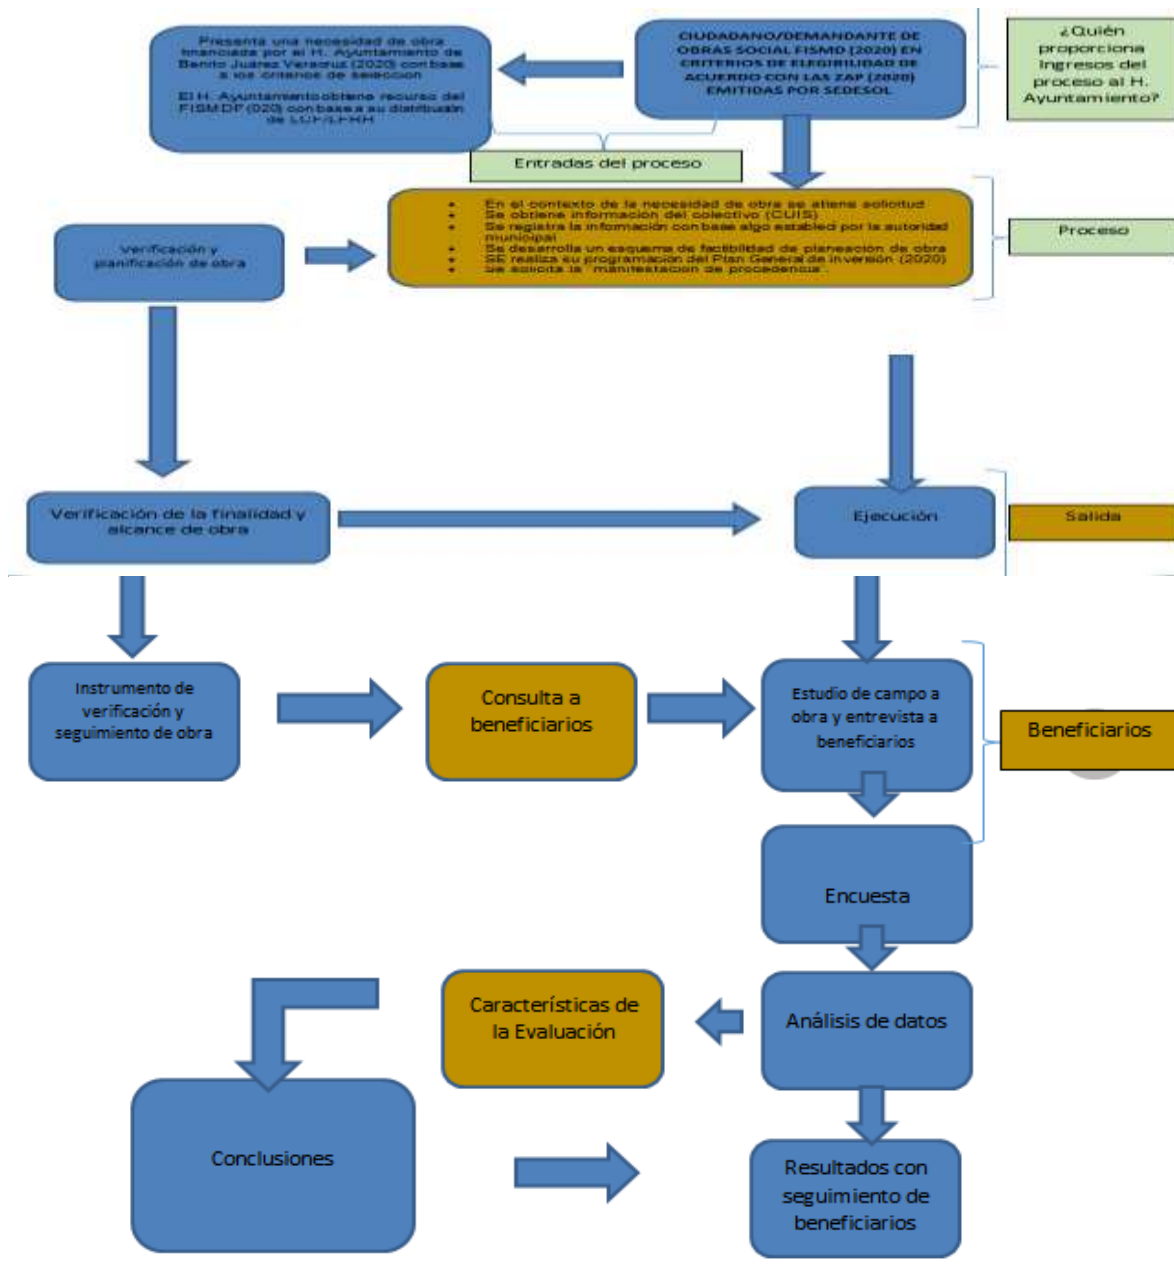 Presenta una necesidad de obra
financiada por el H. Ayuntamiento de
Benito Juárez Veracruz (2020) con base
a los criterios de selección
El H. Ayuntamiento obtiene recurso del
FISMDF (020) con base a su distribución
de LCF/LFHH
CIUDADANO/DEMANDANTE DE
OBRAS SOCIAL FISMD (2020) EN
CRITERIOS DE ELEGIBILIDAD DE
ACUERDO CON LAS ZAP (2020)
EMITIDAS POR SEDESOL
¿Quién
proporciona
Ingresos del
proceso al H.
Ayuntamiento?
Entradas del proceso
• En el contexto de la necesidad de obra se atiene solicitud
• Se obtiene información del colectivo (CUIS)
• Se registra la información con base algo establed por la autoridad
municipal
• Se desarrolla un esquema de factibilidad de planeación de obra
• SE realiza su programación del Plan General de inversión (2020)
• Se solicita la "manifestación de procedencia".
Proceso
Verificación y
planificación de obra
Verificación de la finalidad y
alcance de obra
Ejecución
Salida
Instrumento de
verificación y
seguimiento de obra
Consulta a
beneficiarios
Estudio de campo a
obra y entrevista a
beneficiarios
Beneficiarios
Encuesta
Características de
la Evaluación
Análisis de datos
Conclusiones
Resultados con
seguimiento de
beneficiarios